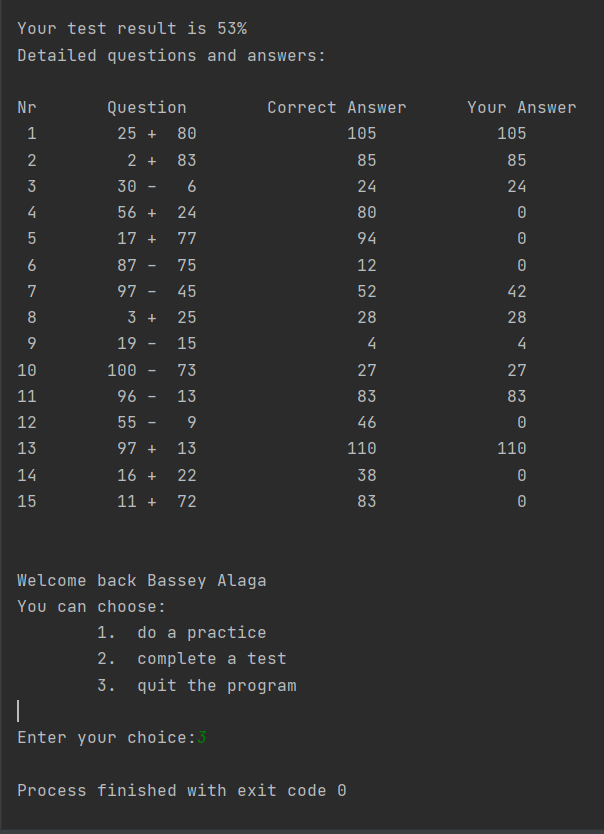 Your test result is 53%
Detailed questions and answers:
Nr Question Correct Answer Your Answer
1 25 + 80 105 105
2 2 + 83 85 85
3 30 - 6 24 24
4 56 + 24 80 0
5 17 + 77 94 0
6 87 - 75 12 0
7 97 - 45 52 42
8 3 + 25 28 28
9 19 - 15 4 4
10 100 - 73 27 27
11 96 - 13 83 83
12 55 - 9 46 0
13 97 + 13 110 110
14 16 + 22 38 0
15 11 + 72 83 0
Welcome back Bassey Alaga
You can choose:
1. do a practice
2. complete a test
3. quit the program
Enter your choice:3
Process finished with exit code 0